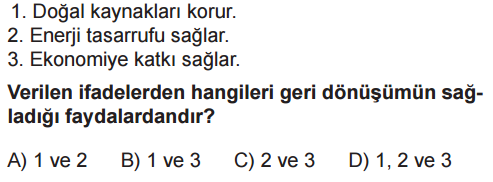 1. Doğal kaynakları korur.
2. Enerji tasarrufu sağlar.
3. Ekonomiye katkı sağlar.
Verilen ifadelerden hangileri geri dönüşümün sağ-
ladığı faydalardandır?
A) 1 ve 2 B) 1 ve 3 C) 2 ve 3 D) 1, 2 ve 3